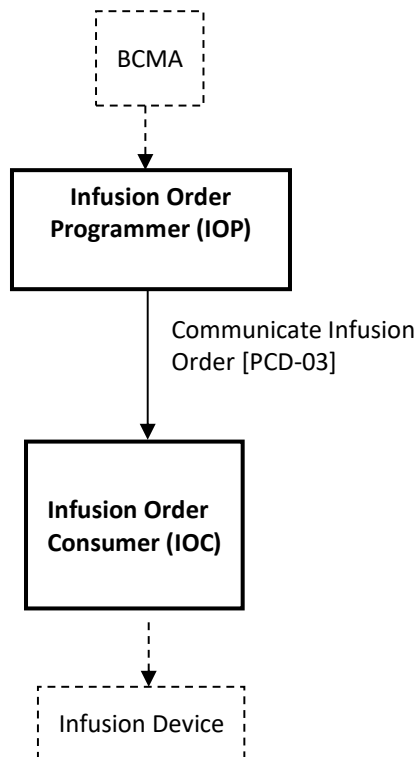 BCMA
Infusion Order
Programmer (IOP)
Communicate Infusion
Order [PCD-03]
Infusion Order
Consumer (IOC)
Infusion Device